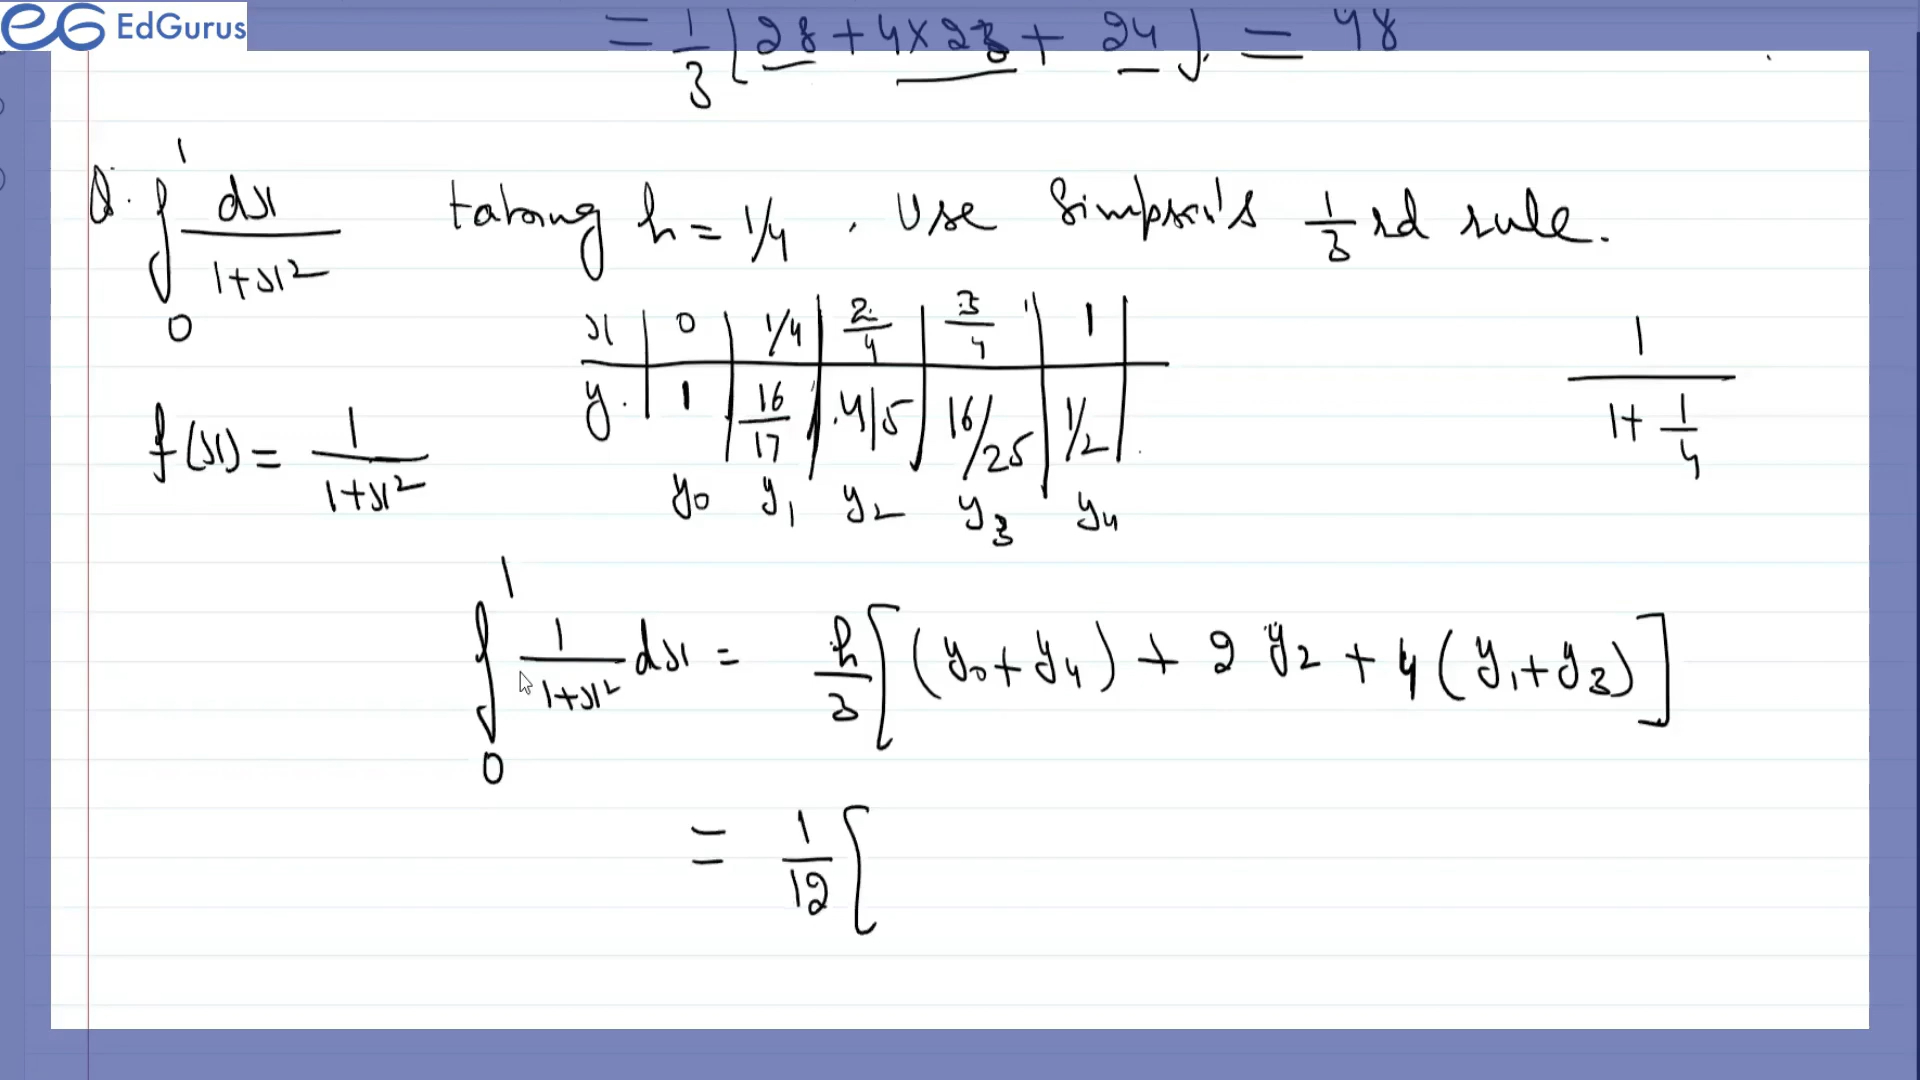 EdGurus
= 1/3 [28 + 4×23 + 24] = 48
Q. ∫₀¹ dx/(1+x²) taking h = 1/4 . Use Simpson's 1/3 rd rule.
x | 0 | 1/4 | 2/4 | 3/4 | 1
y | 1 | 16/17 | 4/5 | 16/25 | 1/2
y₀ y₁ y₂ y₃ y₄
1/(1 + 1/4)
f(x) = 1/(1+x²)
∫₀¹ 1/(1+x²) dx = h/3 [(y₀+y₄) + 2 y₂ + 4 (y₁+y₃)]
= 1/12 [